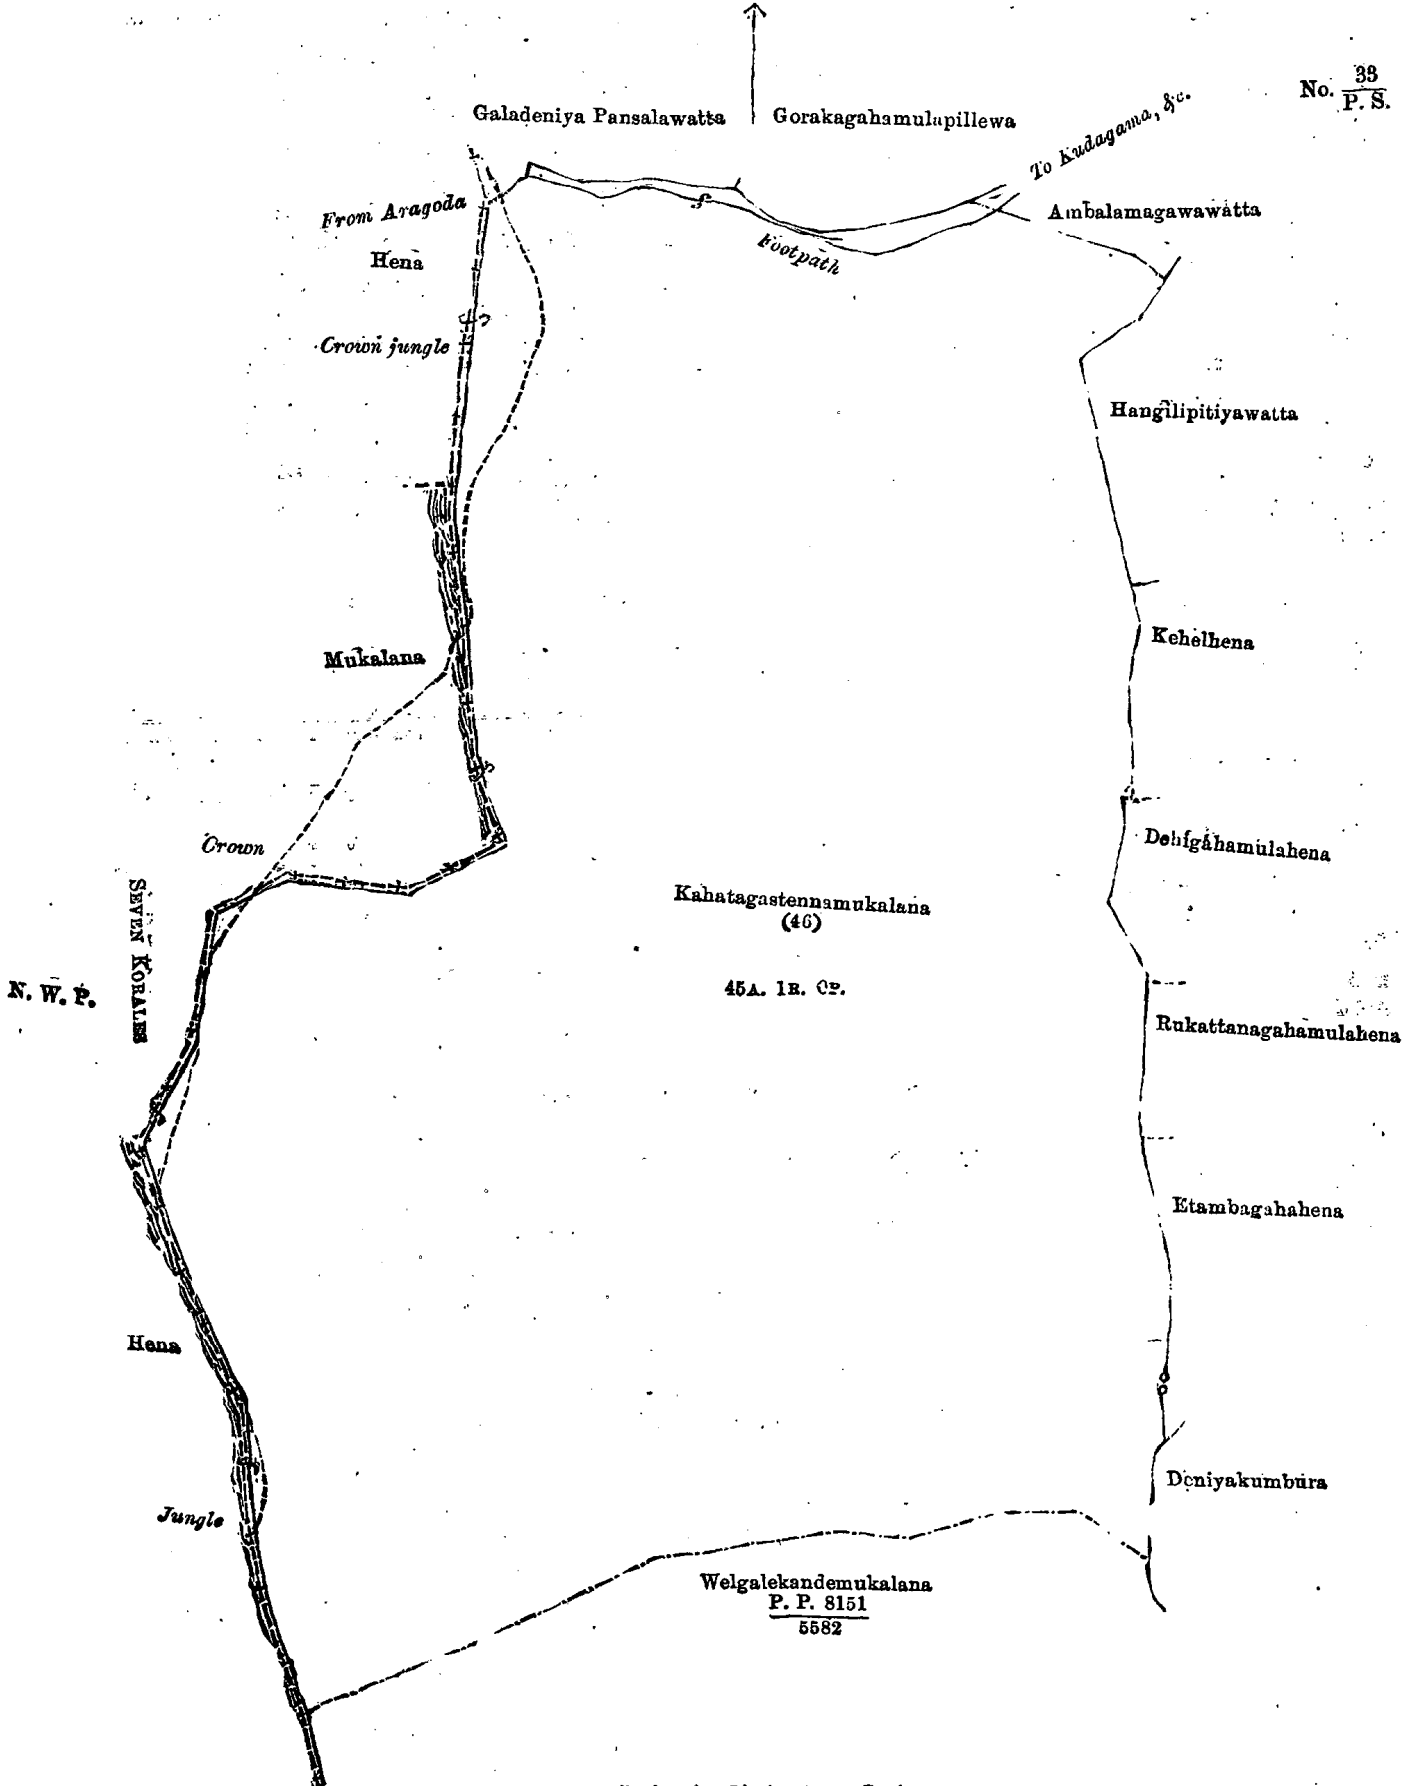 No. 33
P. S.
Galadeniya Pansalawatta
Gorakagahamulapillewa
To Kudagama, &c.
From Aragoda
Ambalamagawawatta
Footpath
Hena
Crown jungle
Hangilipitiyawatta
Kehelhena
Mukalana
Crown
Dehigahamulahena
SEVEN KORALES
Kahatagastennamukalana
(46)
N. W. P.
45A. 1R. 0P.
Rukattanagahamulahena
Etambagahahena
Hena
Deniyakumbura
Jungle
Welgalekandemukalana
P. P. 8151
5582